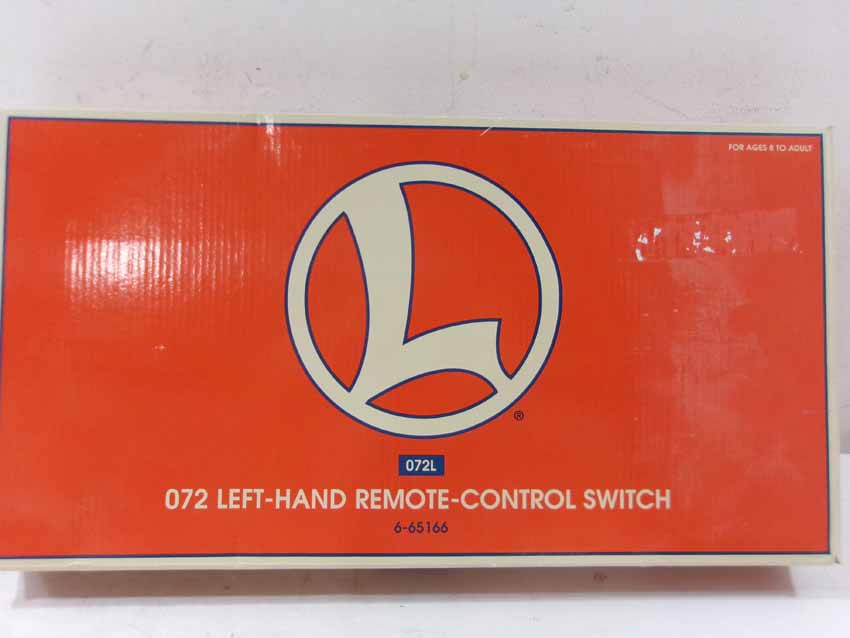 FOR AGES 8 TO ADULT
L
®
072L
072 LEFT-HAND REMOTE-CONTROL SWITCH
6-65166